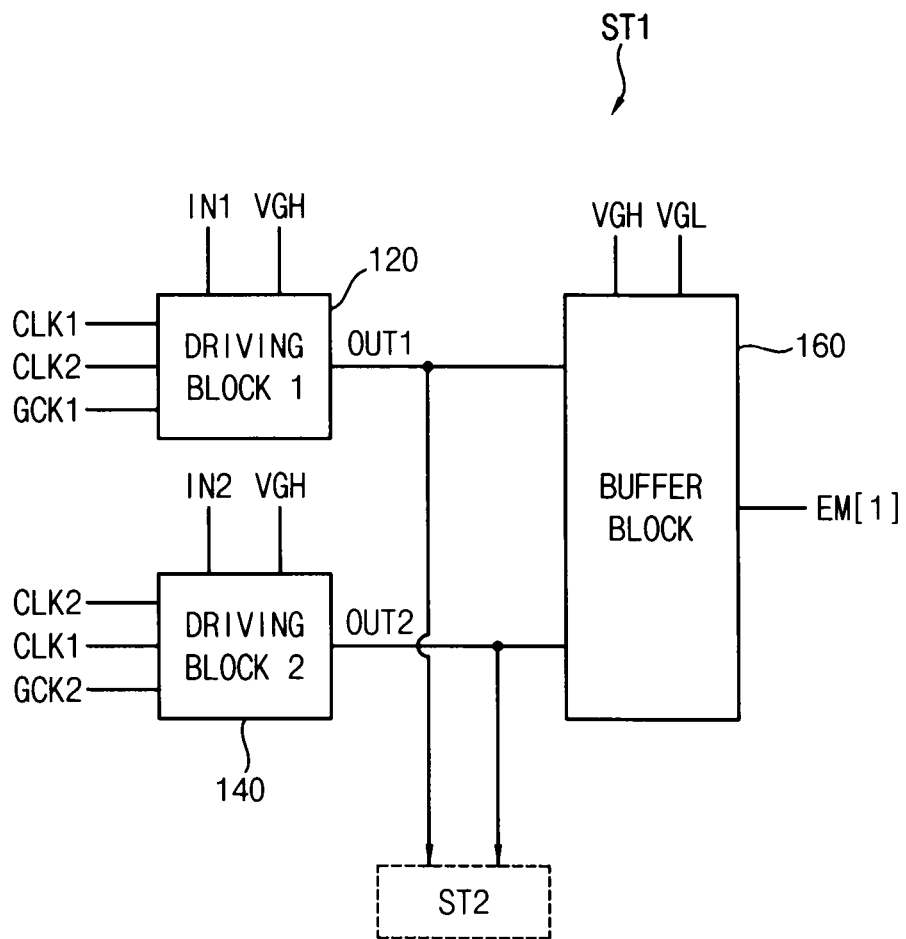 ST1
IN1 VGH
VGH VGL
120
CLK1
CLK2
GCK1
DRIVING
BLOCK 1
OUT1
160
IN2 VGH
BUFFER
BLOCK
EM[1]
CLK2
CLK1
GCK2
DRIVING
BLOCK 2
OUT2
140
ST2